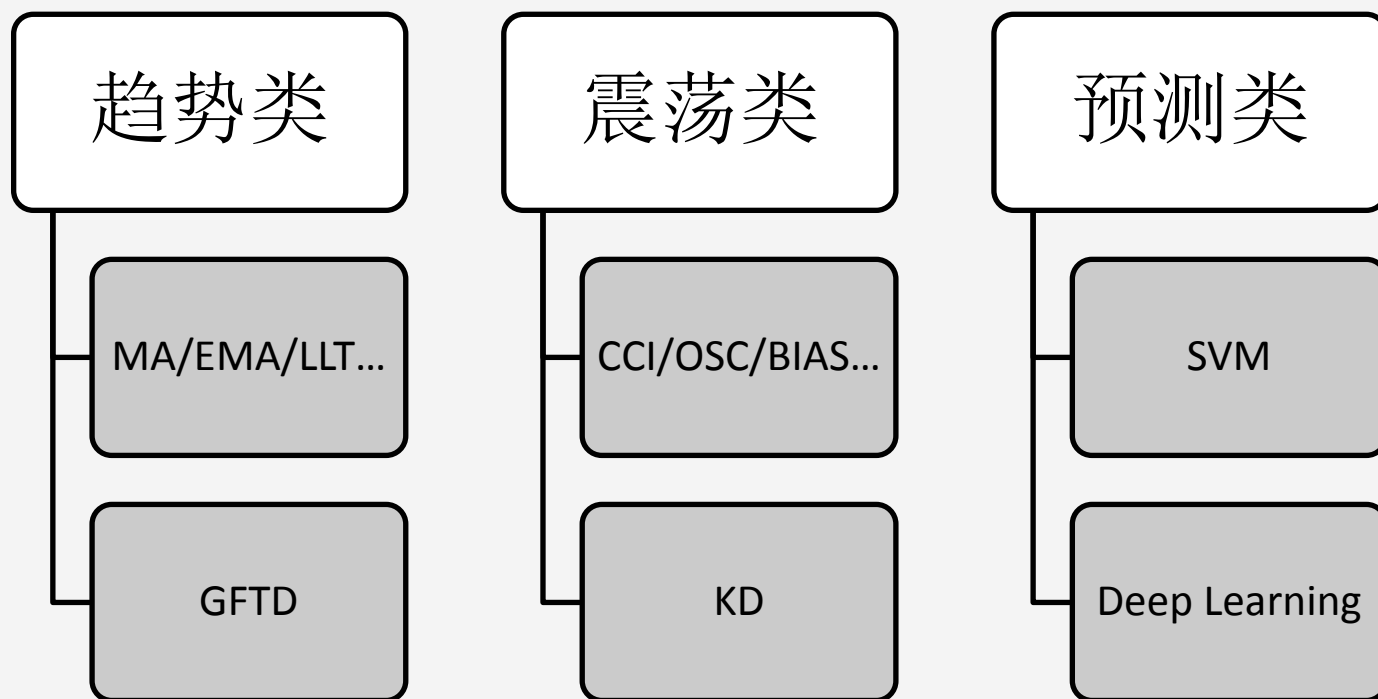 趋势类
MA/EMA/LLT...
GFTD
震荡类
CCI/OSC/BIAS...
KD
预测类
SVM
Deep Learning